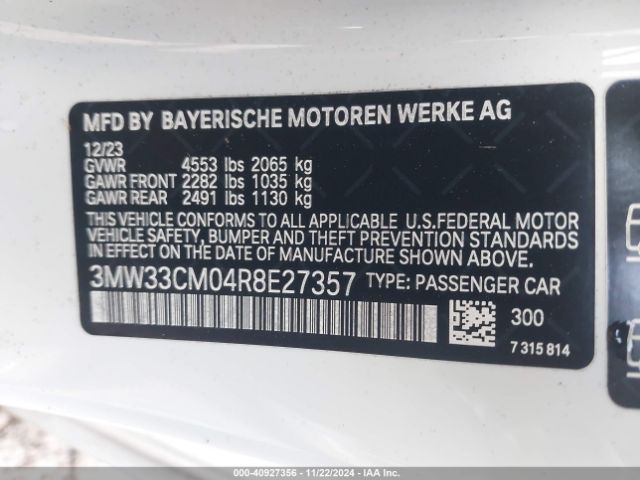 MFD BY BAYERISCHE MOTOREN WERKE AG
12/23
GVWR 4553 lbs 2065 kg
GAWR FRONT 2282 lbs 1035 kg
GAWR REAR 2491 lbs 1130 kg
THIS VEHICLE CONFORMS TO ALL APPLICABLE U.S.FEDERAL MOTOR
VEHICLE SAFETY, BUMPER AND THEFT PREVENTION STANDARDS
IN EFFECT ON THE DATE OF MANUFACTURE SHOWN ABOVE.
3MW33CM04R8E27357 TYPE: PASSENGER CAR
300
7 315 814
000-40927356 - 11/22/2024 - IAA Inc.